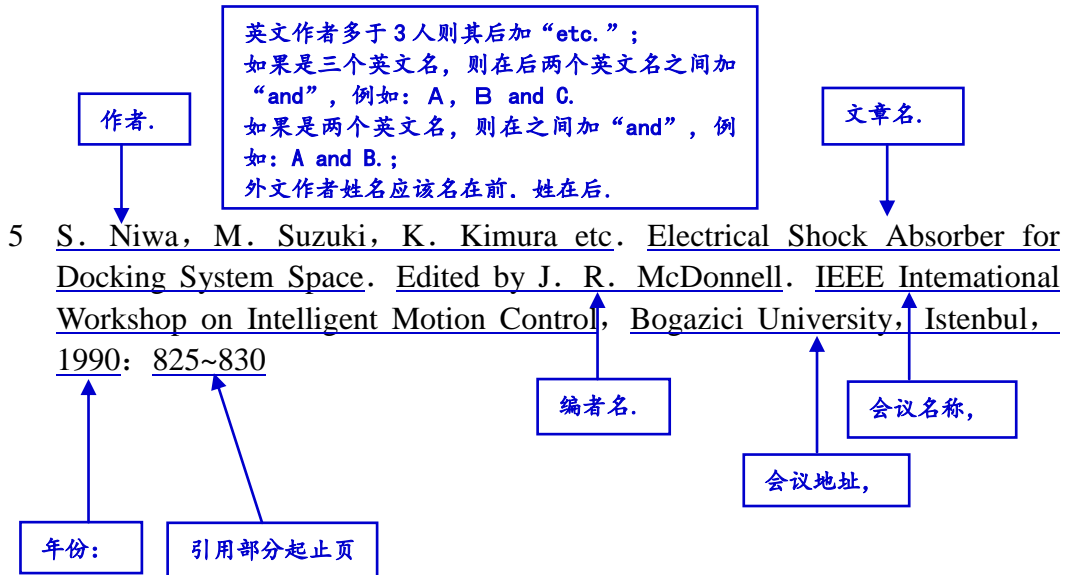 英文作者多于3人则其后加“etc.”；
如果是三个英文名，则在后两个英文名之间加
“and”，例如：A，B and C.
如果是两个英文名，则在之间加“and”，例
如：A and B.；
外文作者姓名应该名在前．姓在后．
作者.
文章名.
5 S．Niwa，M．Suzuki，K．Kimura etc．Electrical Shock Absorber for
Docking System Space．Edited by J．R．McDonnell．IEEE Intemational
Workshop on Intelligent Motion Control，Bogazici University，Istenbul，
1990：825~830
编者名.
会议名称，
会议地址，
年份：
引用部分起止页